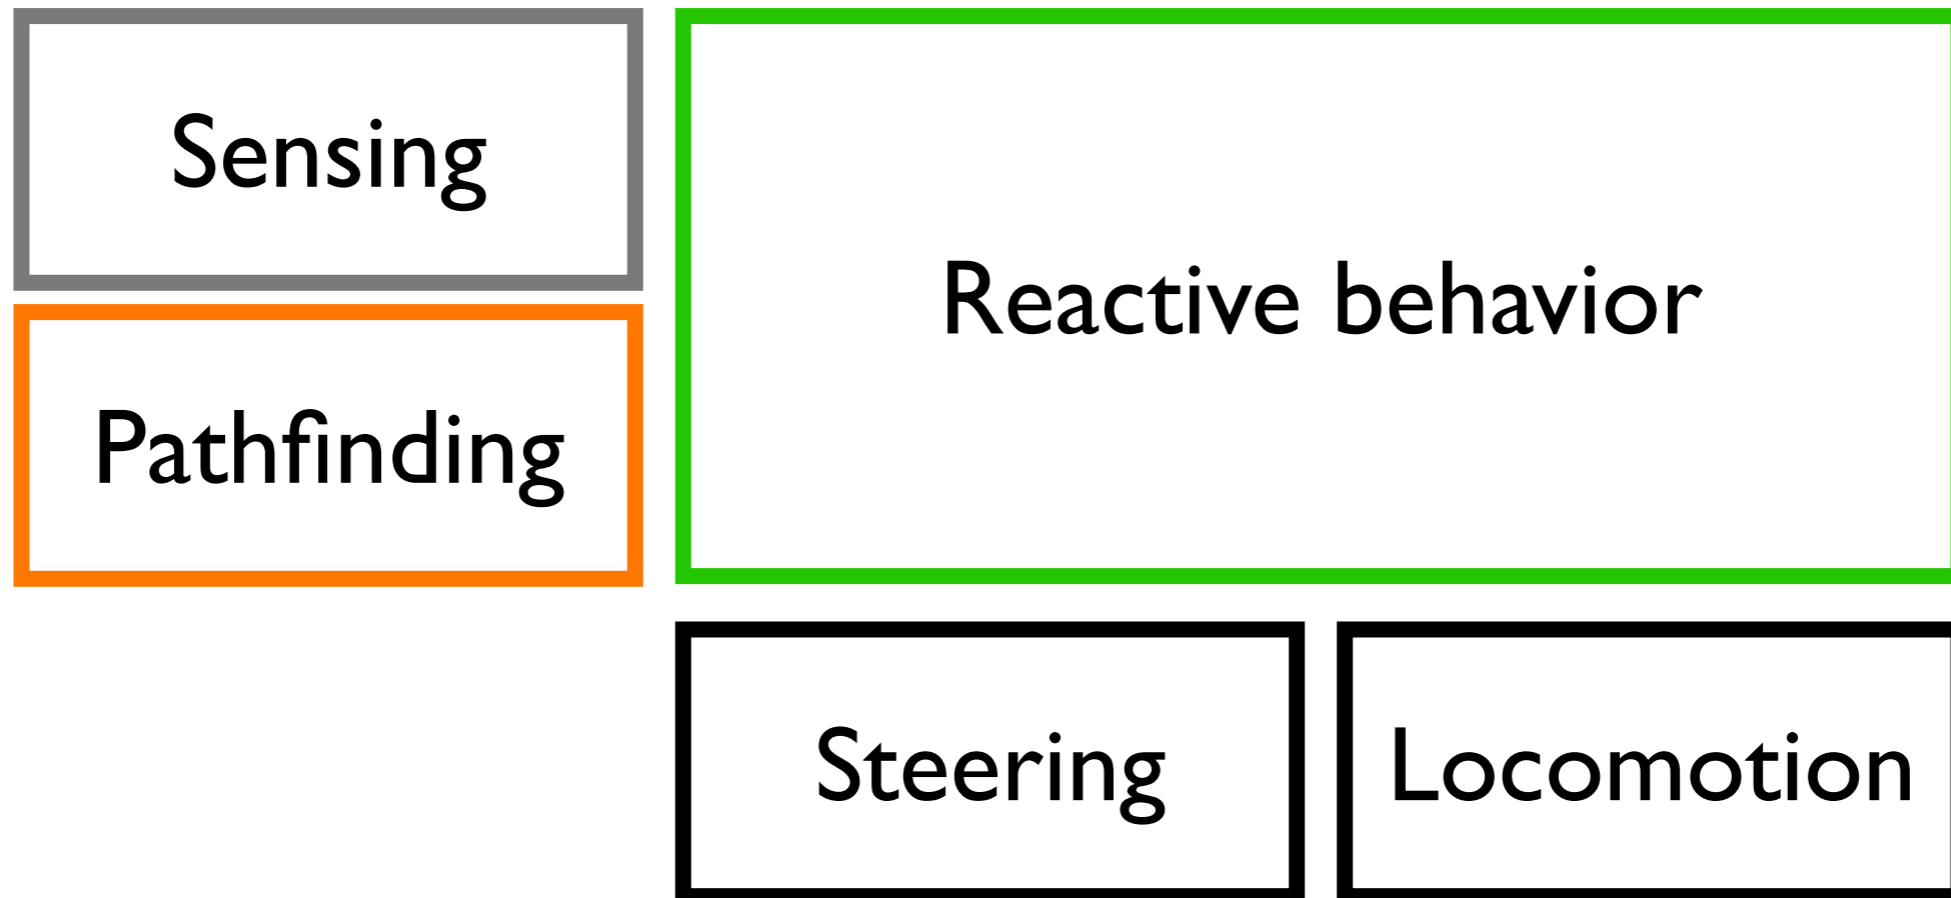 Sensing
Reactive behavior
Pathfinding
Steering
Locomotion